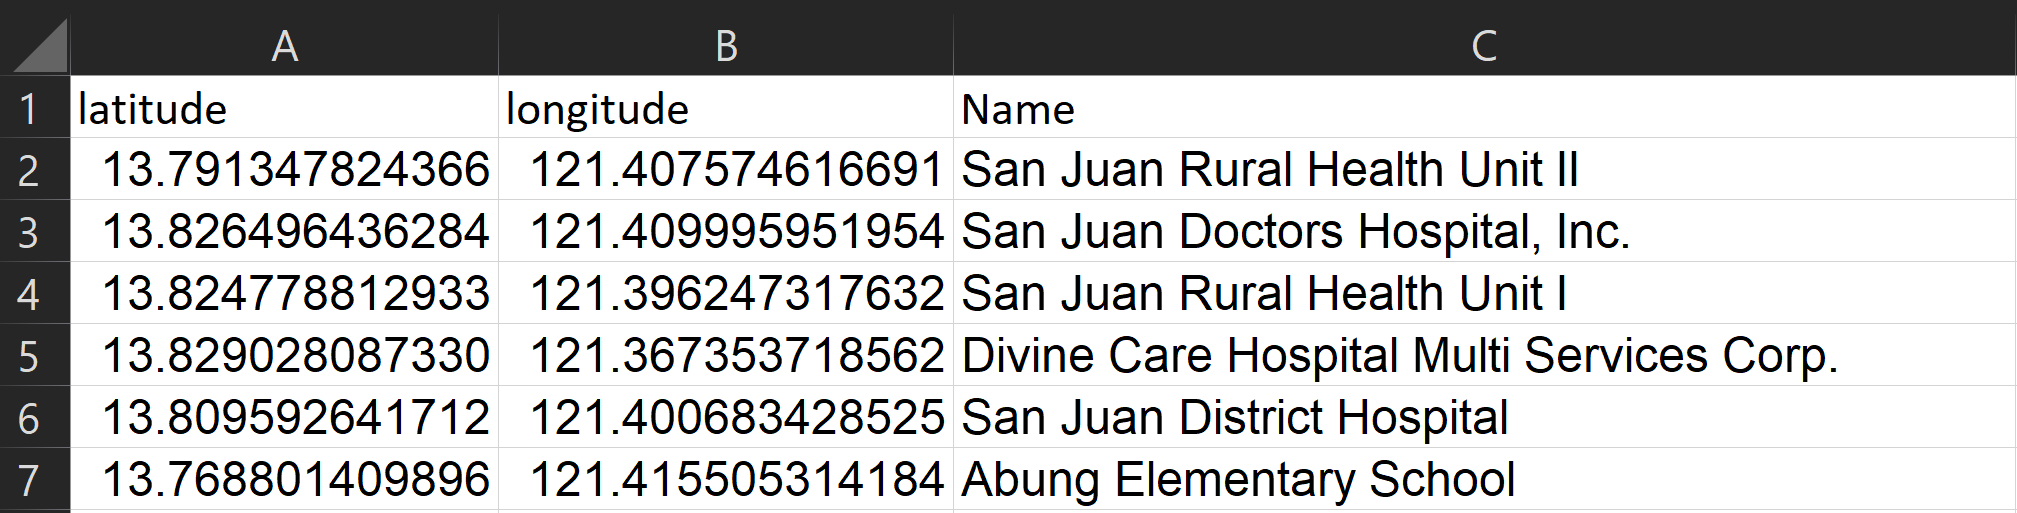 A B C
1 latitude longitude Name
2 13.791347824366 121.407574616691 San Juan Rural Health Unit II
3 13.826496436284 121.409995951954 San Juan Doctors Hospital, Inc.
4 13.824778812933 121.396247317632 San Juan Rural Health Unit I
5 13.829028087330 121.367353718562 Divine Care Hospital Multi Services Corp.
6 13.809592641712 121.400683428525 San Juan District Hospital
7 13.768801409896 121.415505314184 Abung Elementary School